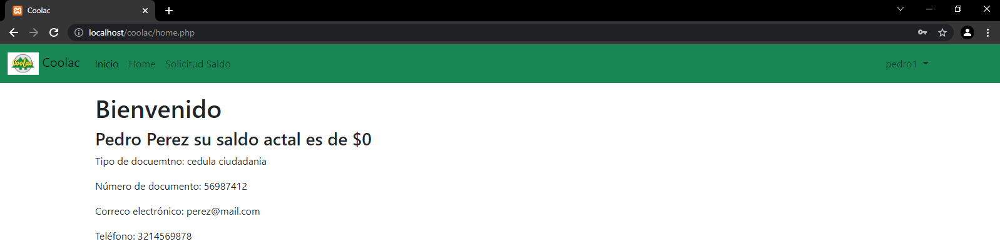 Coolac
localhost/coolac/home.php
Coolac Coolac Inicio Home Solicitud Saldo pedro1
Bienvenido
Pedro Perez su saldo actal es de $0
Tipo de docuemtno: cedula ciudadania
Número de documento: 56987412
Correco electrónico: perez@mail.com
Teléfono: 3214569878